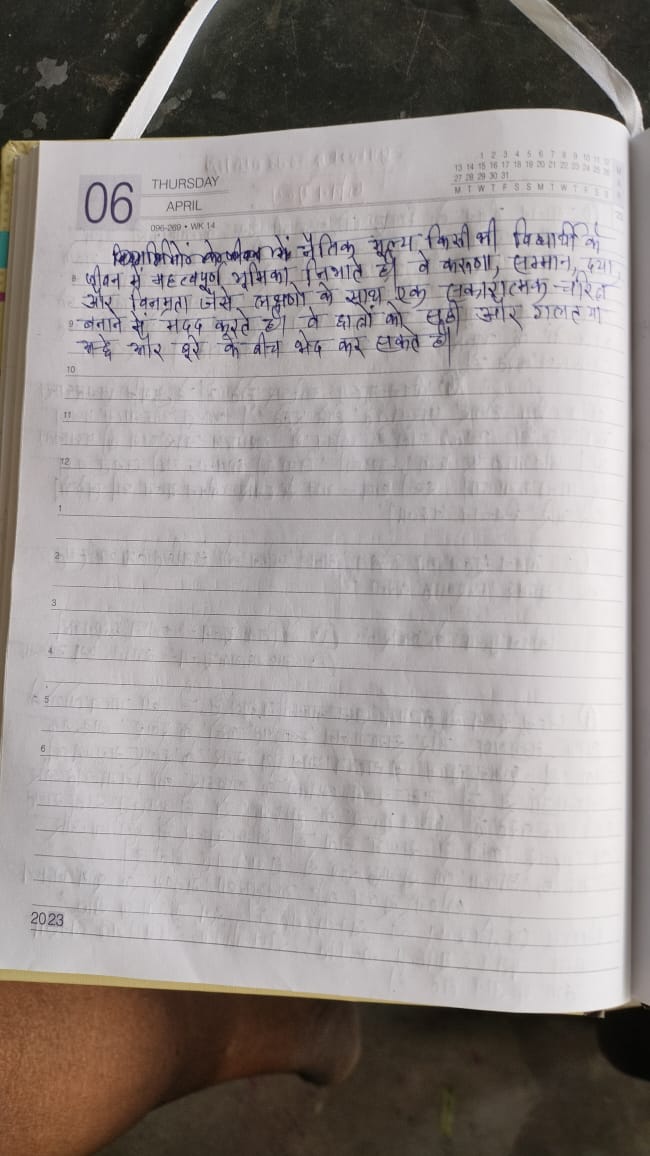 06
THURSDAY
APRIL
096-269 • WK 14
1 2 3 4 5 6 7 8 9 10 11 12
13 14 15 16 17 18 19 20 21 22 23 24 25 26
27 28 29 30 31
M T W T F S S M T W T F S S
नैतिक मूल्य किसी भी विद्यार्थी के
जीवन में महत्वपूर्ण भूमिका निभाते है। वे करूणा, सम्मान, दया,
और विनम्रता जैसे लक्षणो के साथ एक सकारात्मक चरित्र
बनाने में मदद करते है। वे छात्रों को सही और गलत या
अच्छे और बुरे के बीच भेद कर सकते है।
8
9
10
11
12
1
2
3
4
5
6
2023